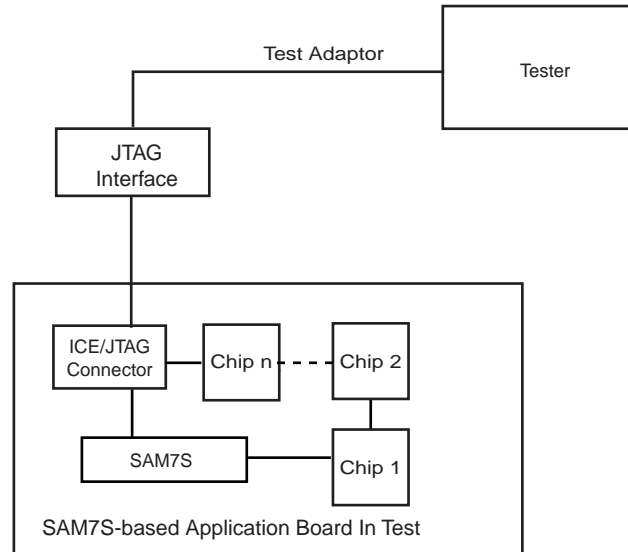 Test Adaptor
Tester
JTAG
Interface
ICE/JTAG
Connector
Chip n
Chip 2
SAM7S
Chip 1
SAM7S-based Application Board In Test